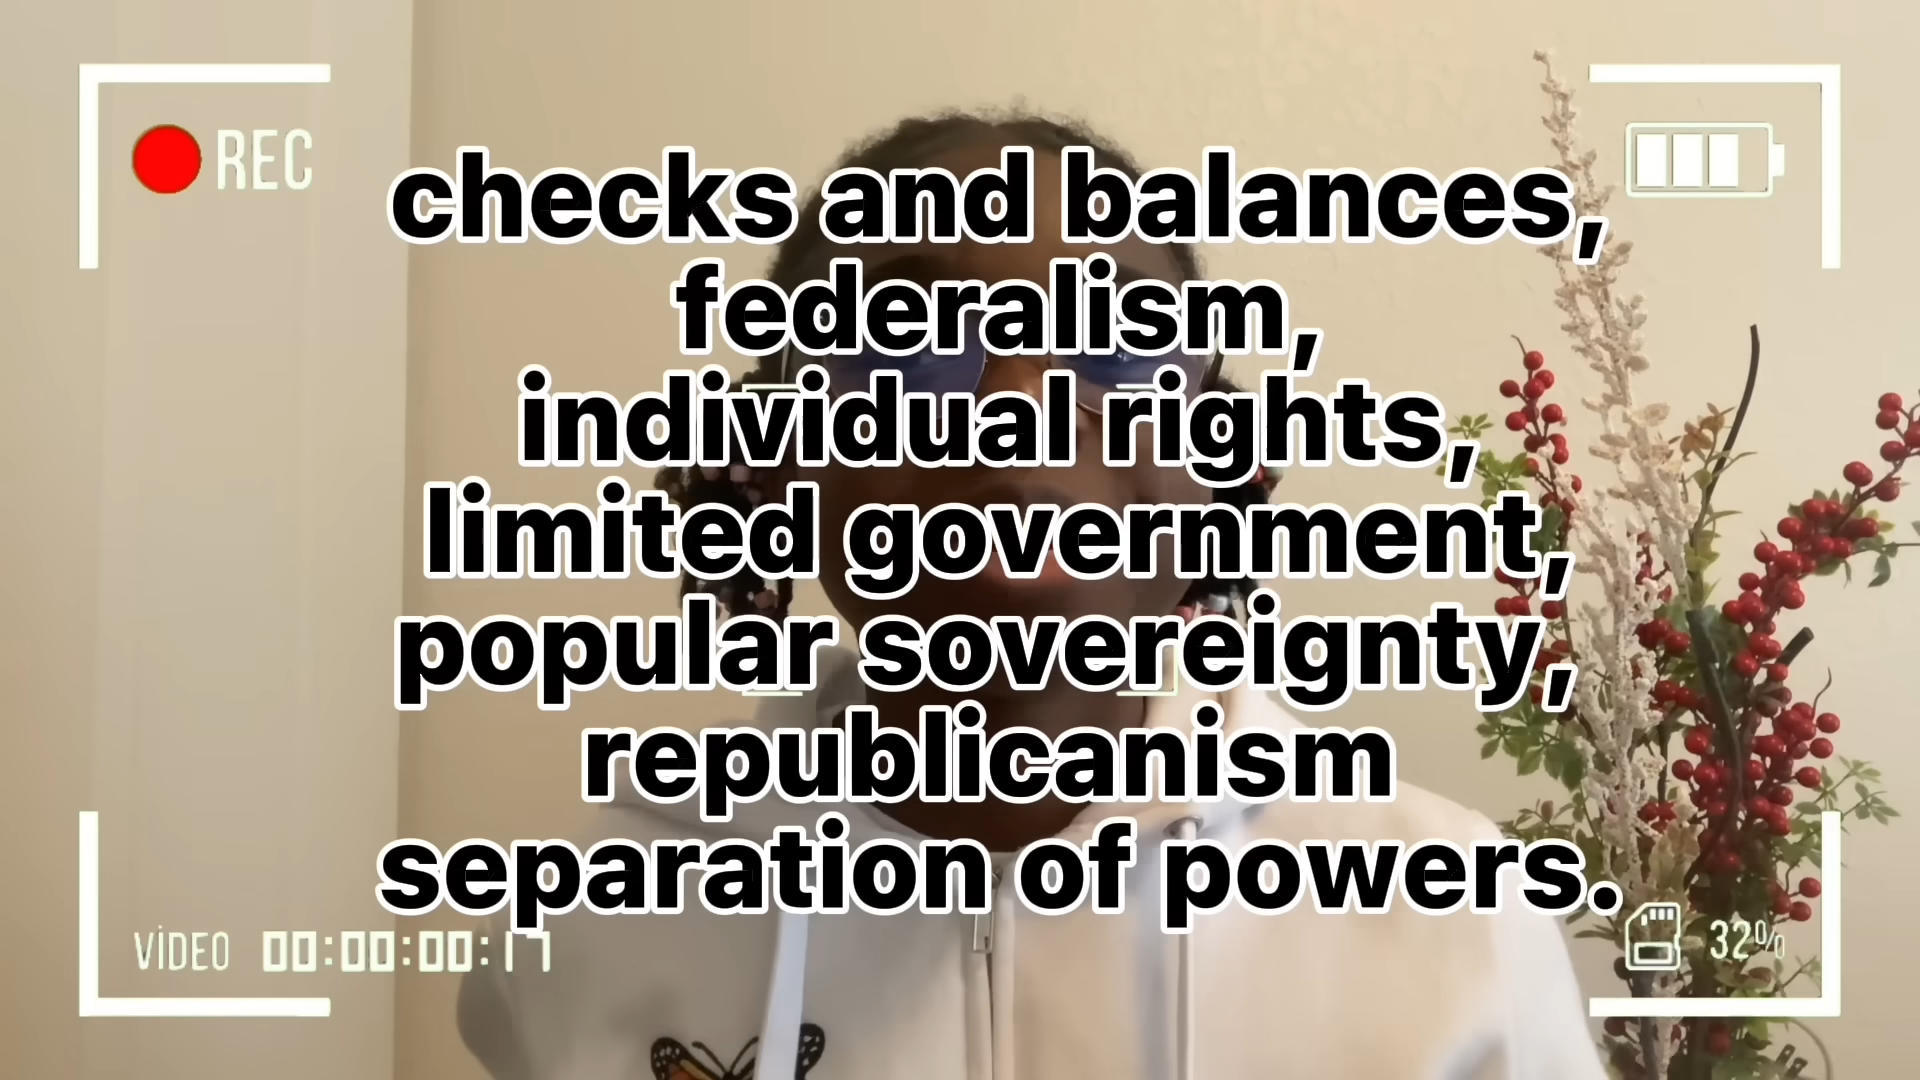 REC
checks and balances,
federalism,
individual rights,
limited government,
popular sovereignty,
republicanism
separation of powers.
VİDEO 00:00:00:17
32%